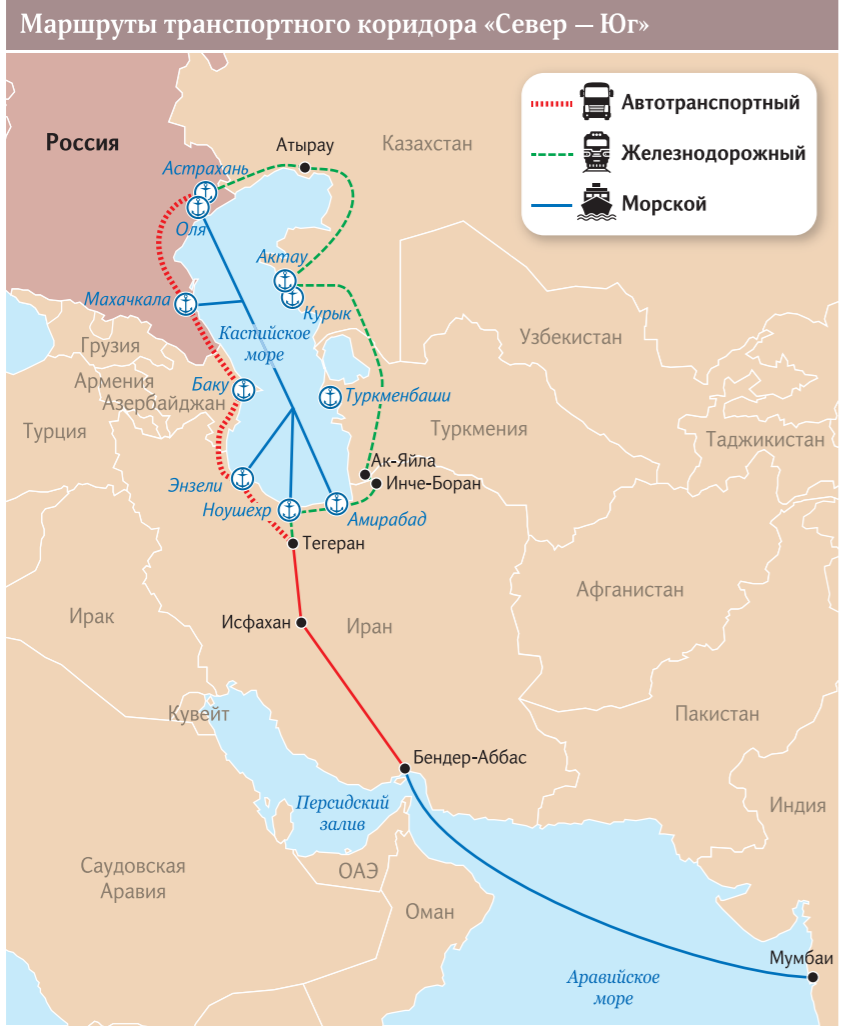 Маршруты транспортного коридора «Север — Юг»
Автотранспортный
Железнодорожный
Морской
Россия
Атырау
Казахстан
Астрахань
Оля
Актау
Курык
Махачкала
Каспийское
море
Грузия
Узбекистан
Армения
Азербайджан
Баку
Туркменбаши
Турция
Туркмения
Таджикистан
Ак-Яйла
Инче-Боран
Энзели
Ноушехр
Амирабад
Тегеран
Афганистан
Ирак
Исфахан
Иран
Кувейт
Пакистан
Бендер-Аббас
Персидский
залив
Индия
Саудовская
Аравия
ОАЭ
Оман
Мумбаи
Аравийское
море